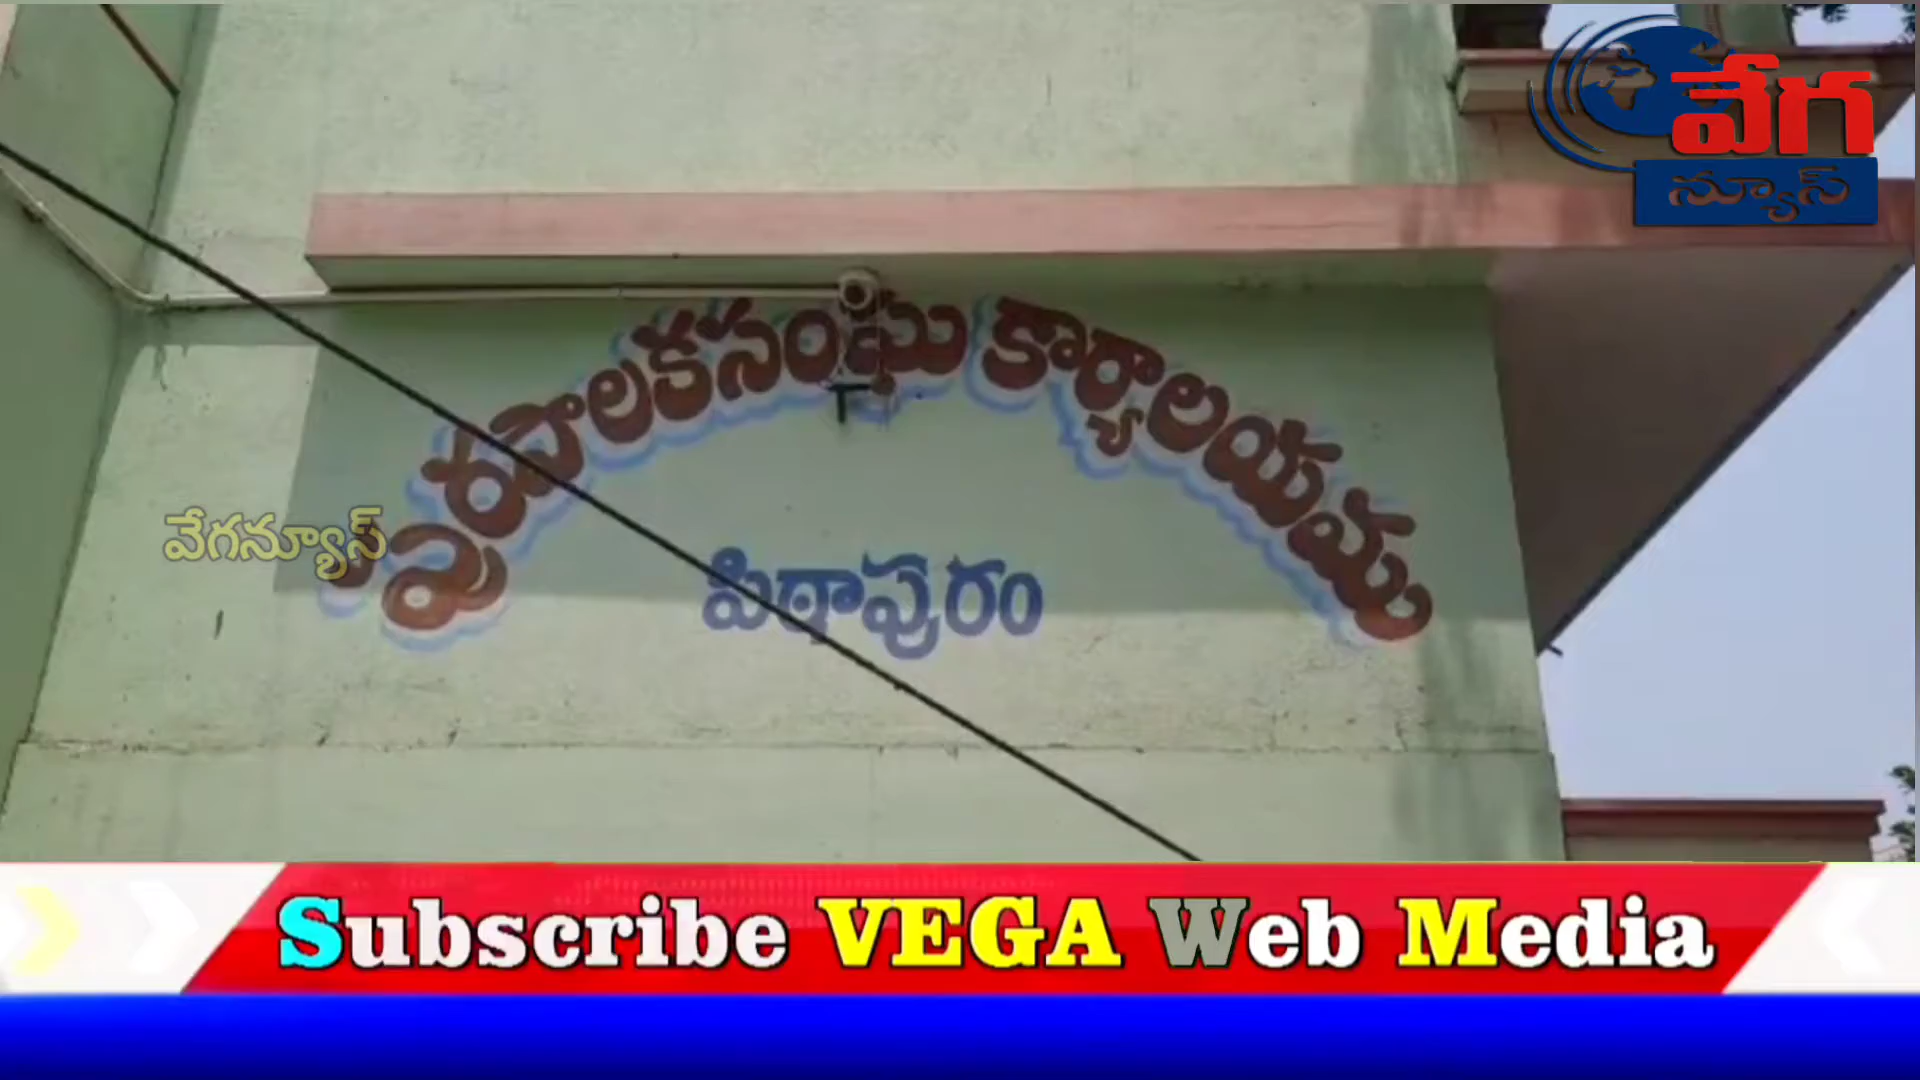 వేగ
న్యూస్
పురపాలకసంఘ కార్యాలయము
వేగన్యూస్
పిఠాపురం
Subscribe VEGA Web Media